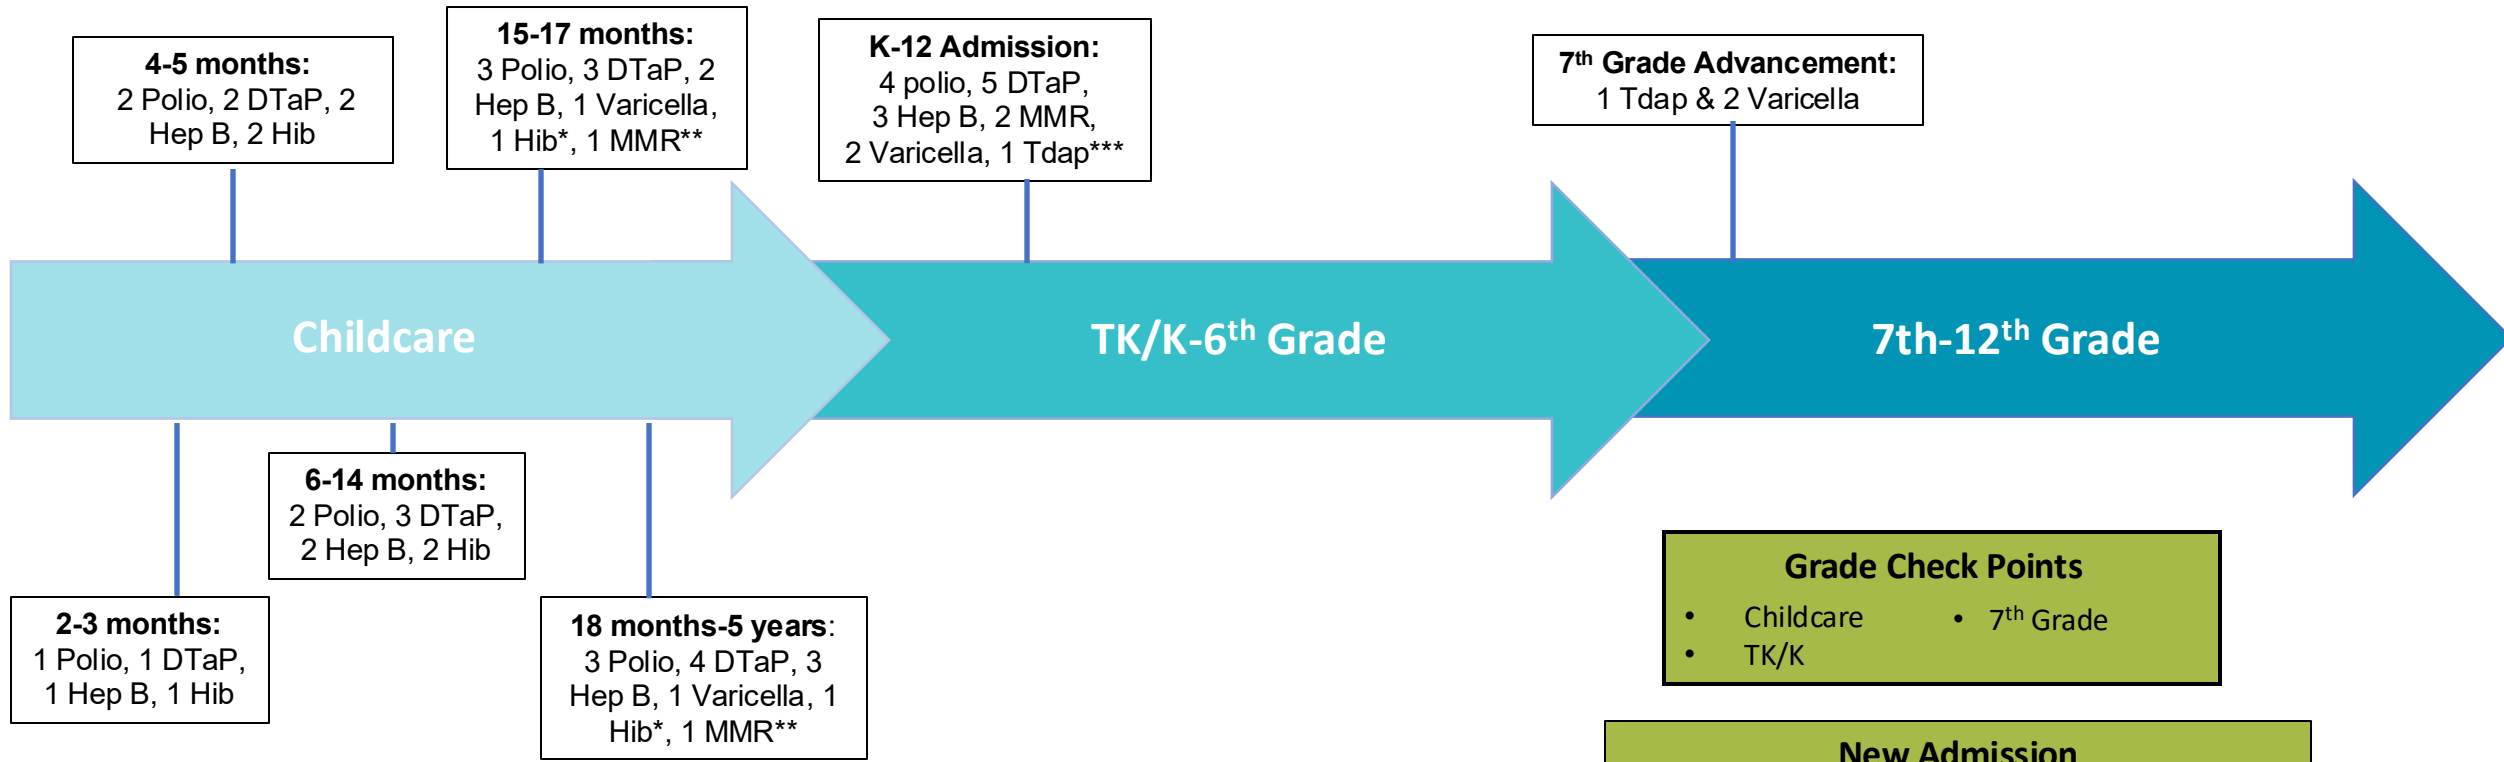 4-5 months:
2 Polio, 2 DTaP, 2
Hep B, 2 Hib
15-17 months:
3 Polio, 3 DTaP, 2
Hep B, 1 Varicella,
1 Hib*, 1 MMR**
K-12 Admission:
4 polio, 5 DTaP,
3 Hep B, 2 MMR,
2 Varicella, 1 Tdap***
7th Grade Advancement:
1 Tdap & 2 Varicella
Childcare
TK/K-6th Grade
7th-12th Grade
2-3 months:
1 Polio, 1 DTaP,
1 Hep B, 1 Hib
6-14 months:
2 Polio, 3 DTaP,
2 Hep B, 2 Hib
18 months-5 years:
3 Polio, 4 DTaP, 3
Hep B, 1 Varicella, 1
Hib*, 1 MMR**
Grade Check Points
• Childcare • 7th Grade
• TK/K
New Admission